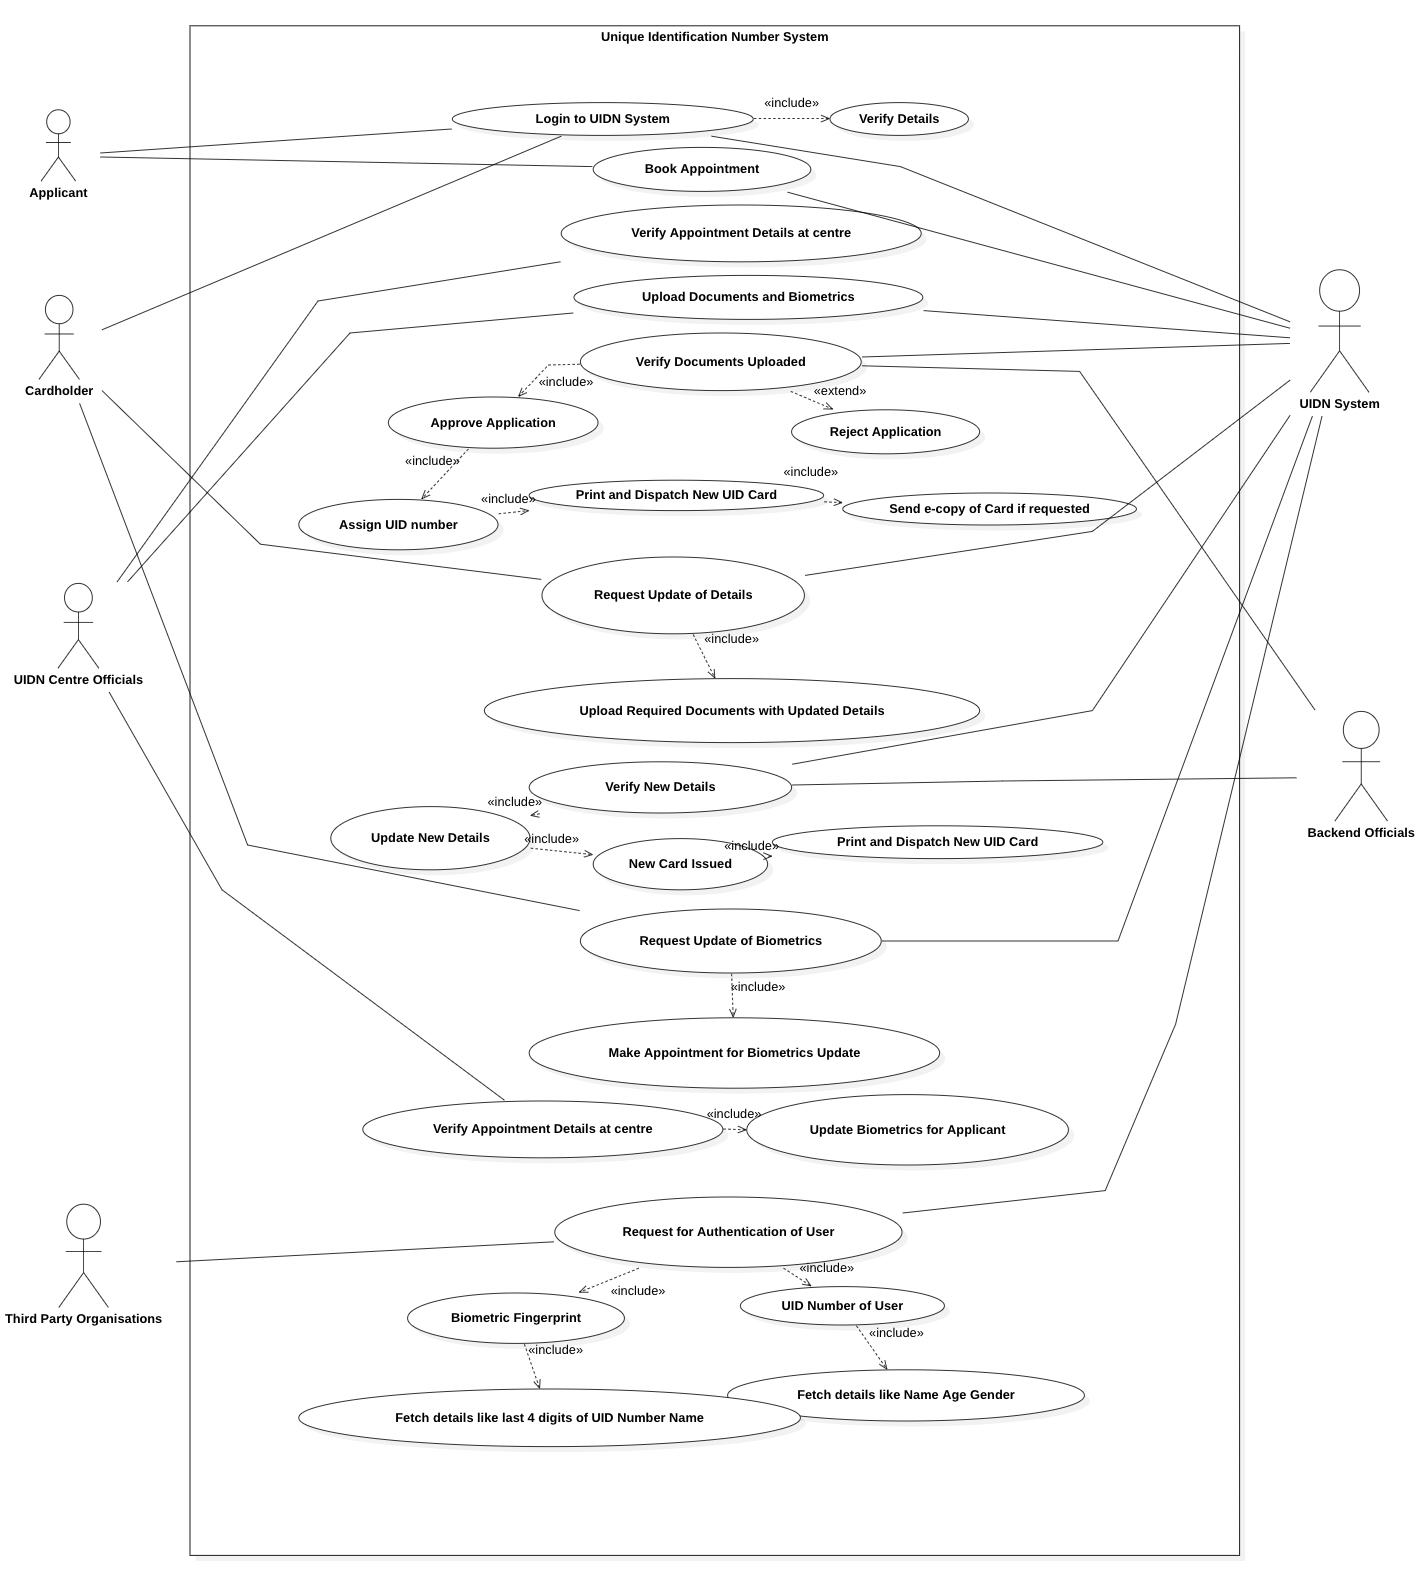 Unique Identification Number System
«include»
Login to UIDN System
Verify Details
Book Appointment
Applicant
Verify Appointment Details at centre
Upload Documents and Biometrics
Verify Documents Uploaded
«include»
Cardholder
«extend»
UIDN System
Approve Application
Reject Application
«include»
«include»
«include»
Print and Dispatch New UID Card
Send e-copy of Card if requested
Assign UID number
Request Update of Details
«include»
UIDN Centre Officials
Upload Required Documents with Updated Details
Verify New Details
«include»
Backend Officials
Update New Details
«include»
«include»
Print and Dispatch New UID Card
New Card Issued
Request Update of Biometrics
«include»
Make Appointment for Biometrics Update
«include»
Verify Appointment Details at centre
Update Biometrics for Applicant
Request for Authentication of User
«include»
«include»
UID Number of User
Biometric Fingerprint
Third Party Organisations
«include»
«include»
Fetch details like Name Age Gender
Fetch details like last 4 digits of UID Number Name